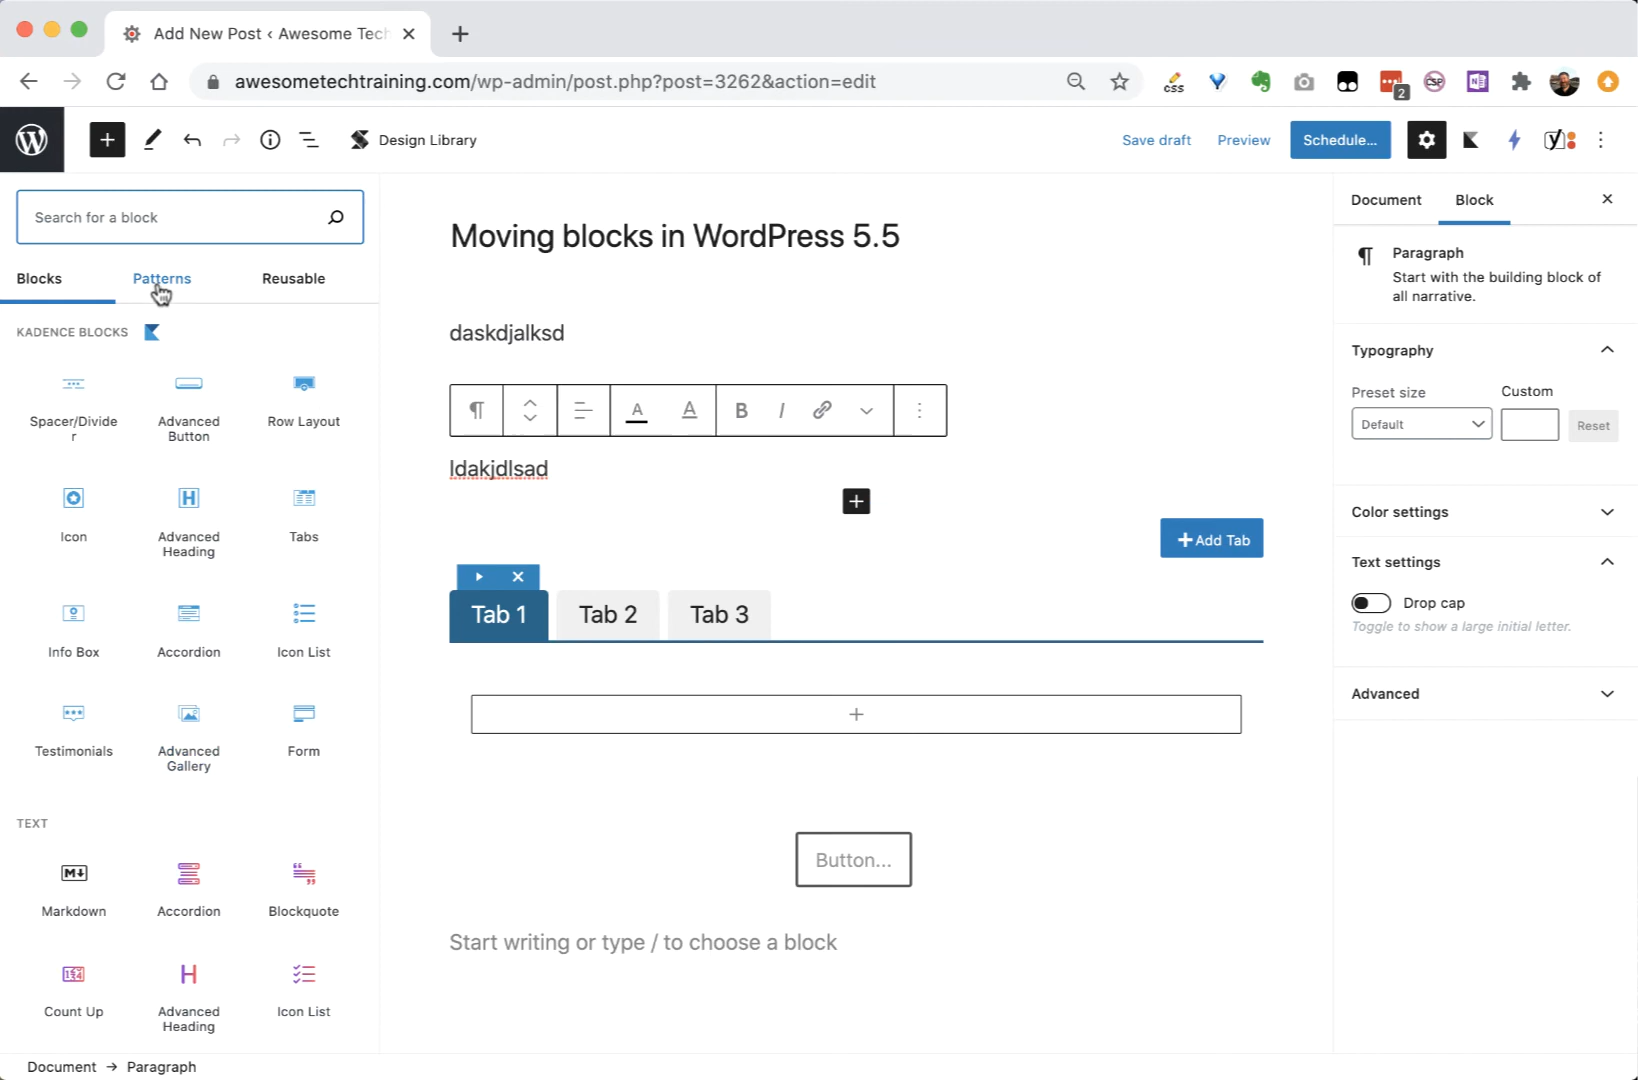 Add New Post ‹ Awesome Tech
awesometechtraining.com/wp-admin/post.php?post=3262&action=edit
CSS
2
CSP
N
Design Library
Save draft
Preview
Schedule...
Search for a block
Blocks
Patterns
Reusable
KADENCE BLOCKS
Spacer/Divide
r
Advanced
Button
Row Layout
Icon
Advanced
Heading
Tabs
Info Box
Accordion
Icon List
Testimonials
Advanced
Gallery
Form
TEXT
Markdown
Accordion
Blockquote
Count Up
Advanced
Heading
Icon List
Moving blocks in WordPress 5.5
daskdjalksd
A
A
B
I
ldakjdlsad
Add Tab
Tab 1
Tab 2
Tab 3
Button...
Start writing or type / to choose a block
Document
Block
Paragraph
Start with the building block of
all narrative.
Typography
Preset size
Custom
Default
Reset
Color settings
Text settings
Drop cap
Toggle to show a large initial letter.
Advanced
Document → Paragraph